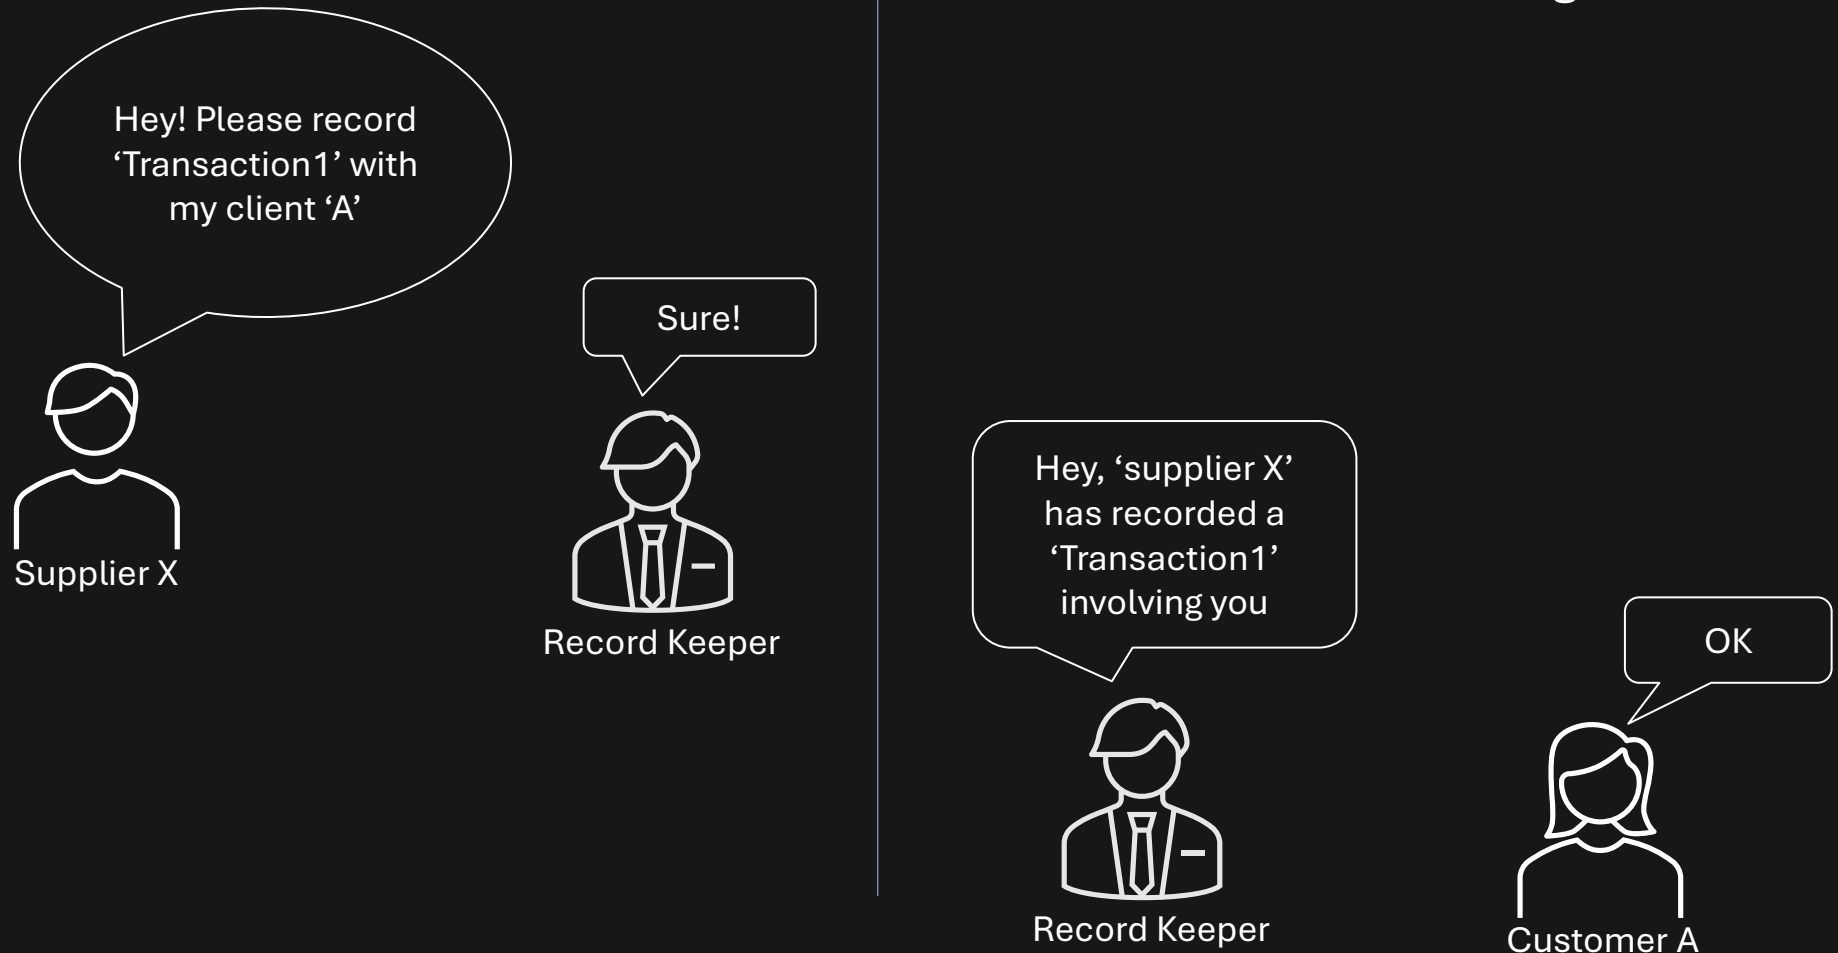 Hey! Please record
‘Transaction1’ with
my client ‘A’
Sure!
Supplier X
Record Keeper
Hey, ‘supplier X’
has recorded a
‘Transaction1’
involving you
OK
Record Keeper
Customer A